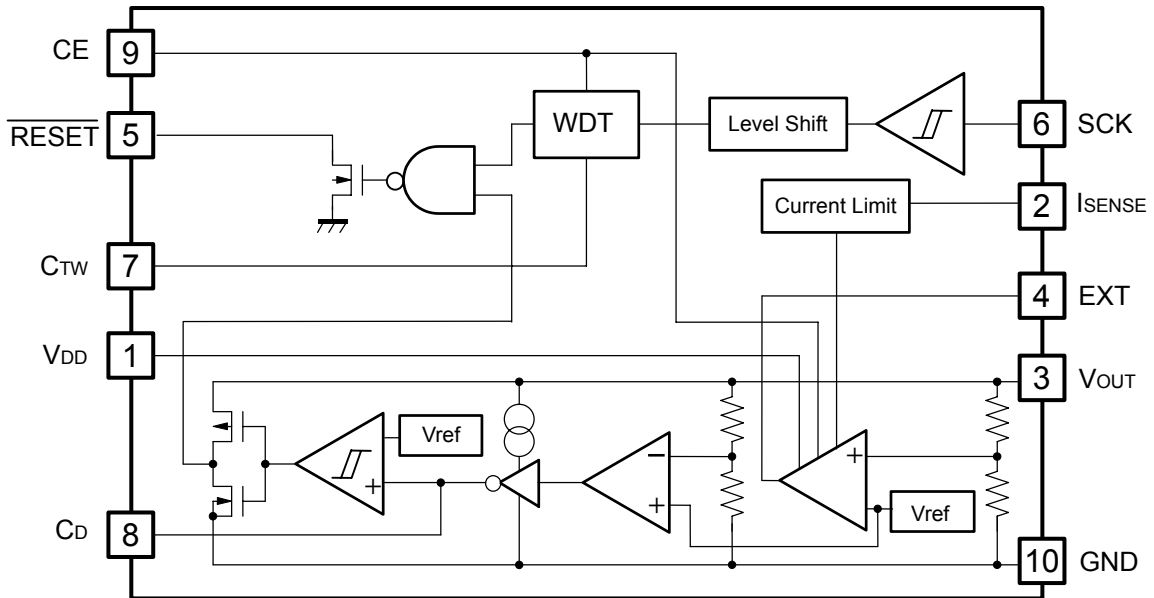 CE 9
RESET 5
CTW 7
VDD 1
CD 8
WDT
Level Shift
Current Limit
Vref
−
+
+
+
Vref
6 SCK
2 ISENSE
4 EXT
3 VOUT
10 GND